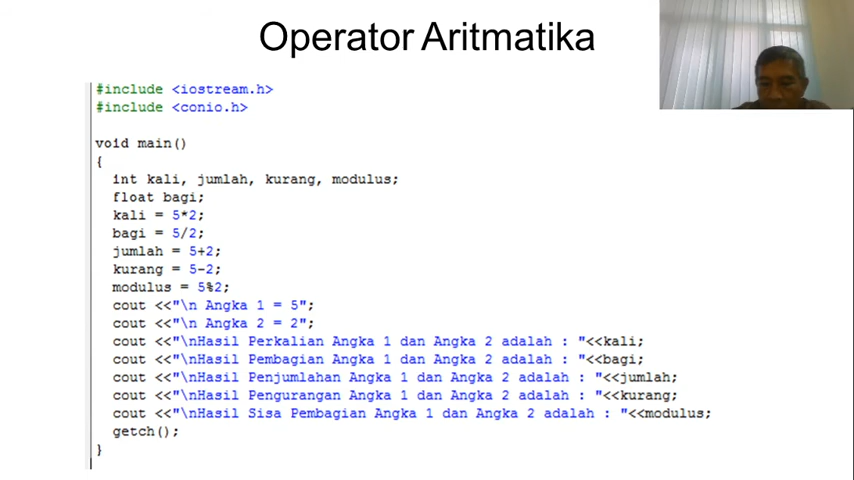 Operator Aritmatika
#include <iostream.h>
#include <conio.h>
void main()
{
int kali, jumlah, kurang, modulus;
float bagi;
kali = 5*2;
bagi = 5/2;
jumlah = 5+2;
kurang = 5-2;
modulus = 5%2;
cout <<"\n Angka 1 = 5";
cout <<"\n Angka 2 = 2";
cout <<"\nHasil Perkalian Angka 1 dan Angka 2 adalah : "<<kali;
cout <<"\nHasil Pembagian Angka 1 dan Angka 2 adalah : "<<bagi;
cout <<"\nHasil Penjumlahan Angka 1 dan Angka 2 adalah : "<<jumlah;
cout <<"\nHasil Pengurangan Angka 1 dan Angka 2 adalah : "<<kurang;
cout <<"\nHasil Sisa Pembagian Angka 1 dan Angka 2 adalah : "<<modulus;
getch();
}